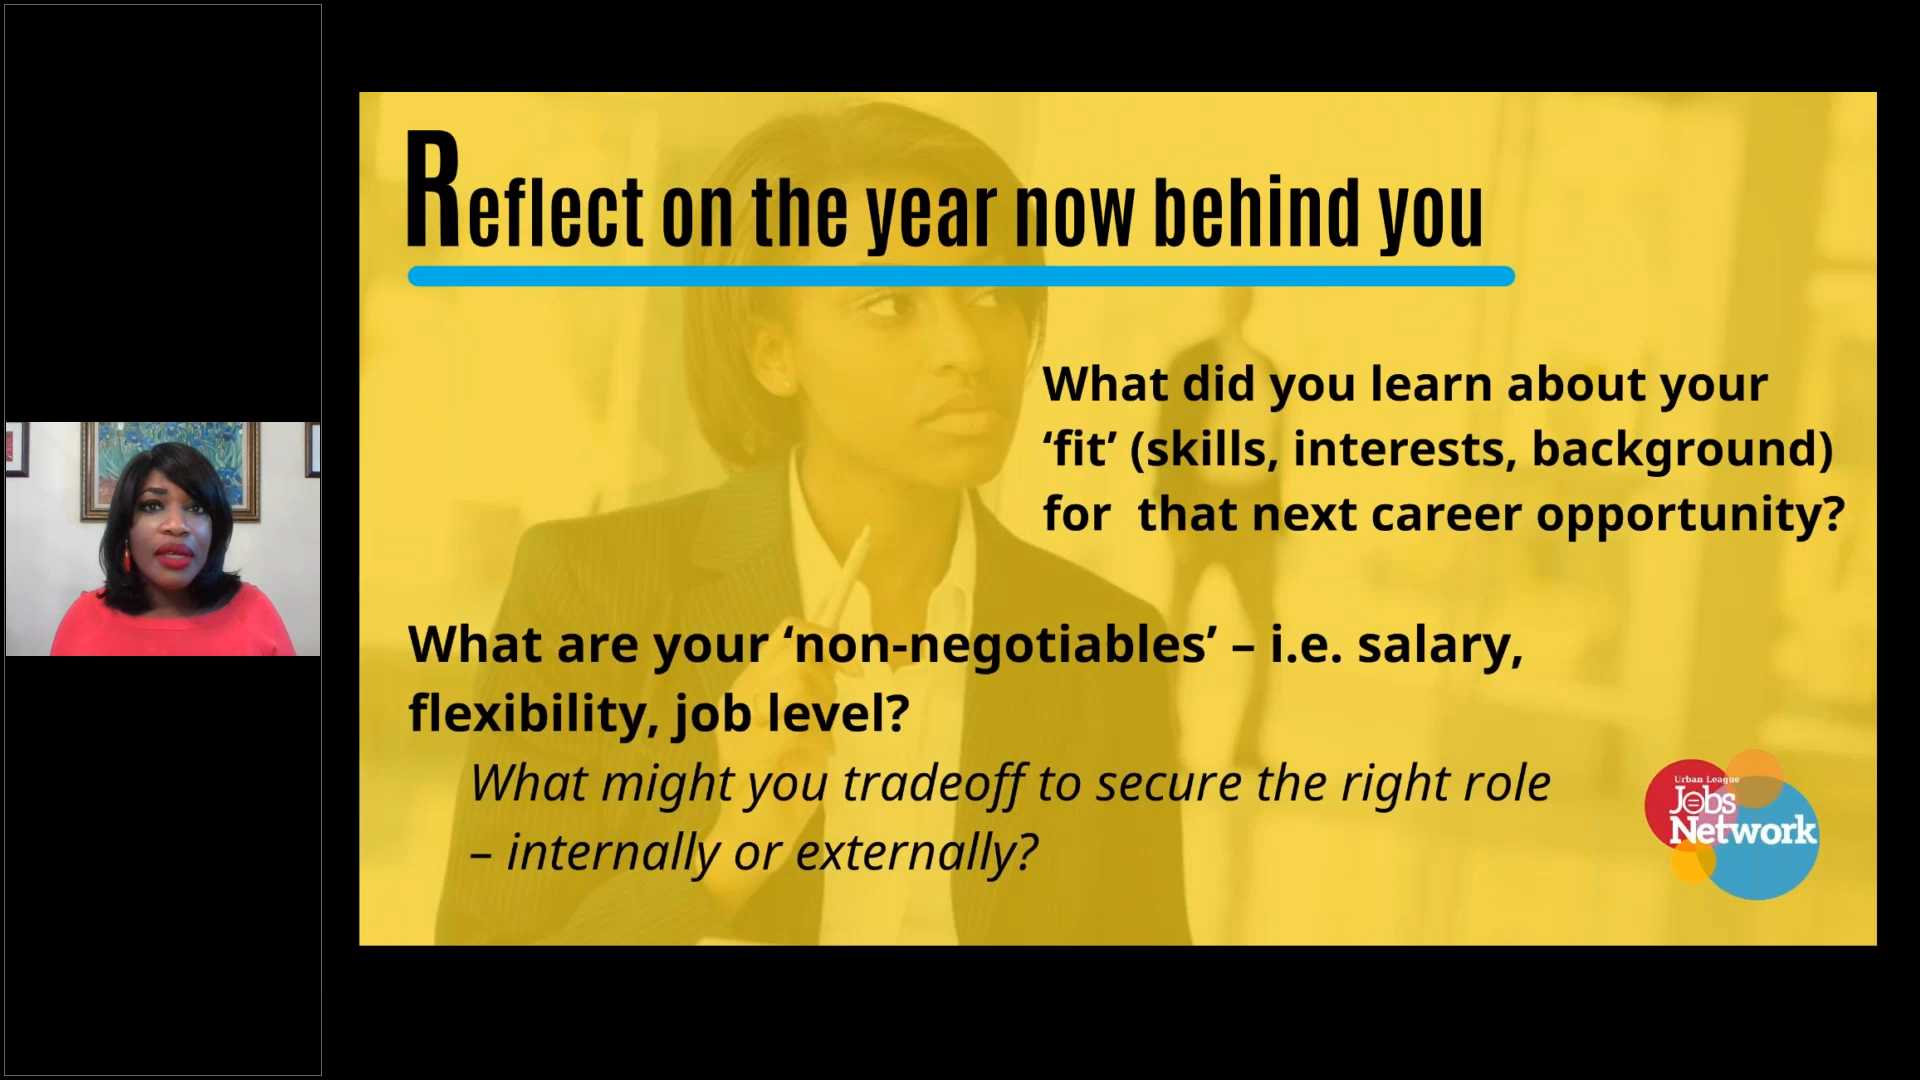 Reflect on the year now behind you
What did you learn about your
‘fit’ (skills, interests, background)
for  that next career opportunity?
What are your ‘non-negotiables’ – i.e. salary,
flexibility, job level?
What might you tradeoff to secure the right role
– internally or externally?
Urban League
Jobs
Network